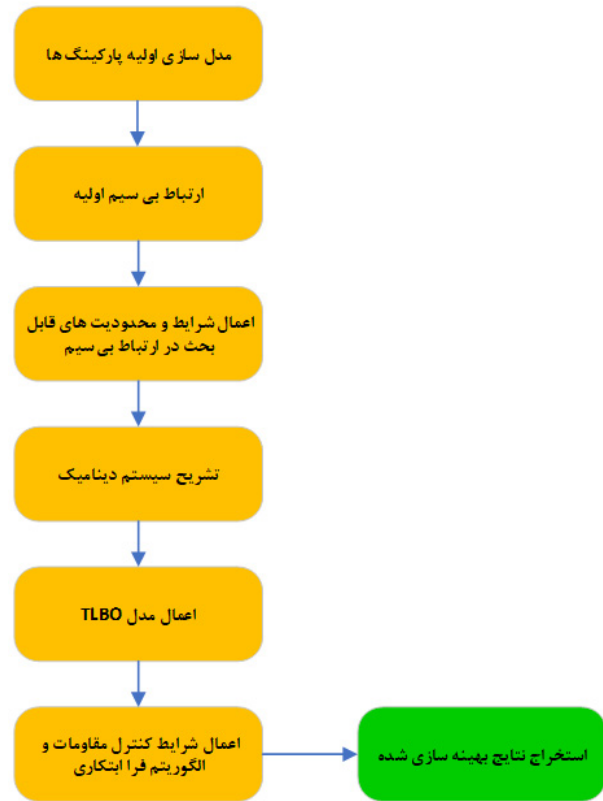 مدل سازی اولیه پارکینگ ها
ارتباط بی سیم اولیه
اعمال شرایط و محدودیت های قابل
بحث در ارتباط بی سیم
تشریح سیستم دینامیک
اعمال مدل TLBO
اعمال شرایط کنترل مقاومات و
الگوریتم فرا ابتکاری
استخراج نتایج بهینه سازی شده